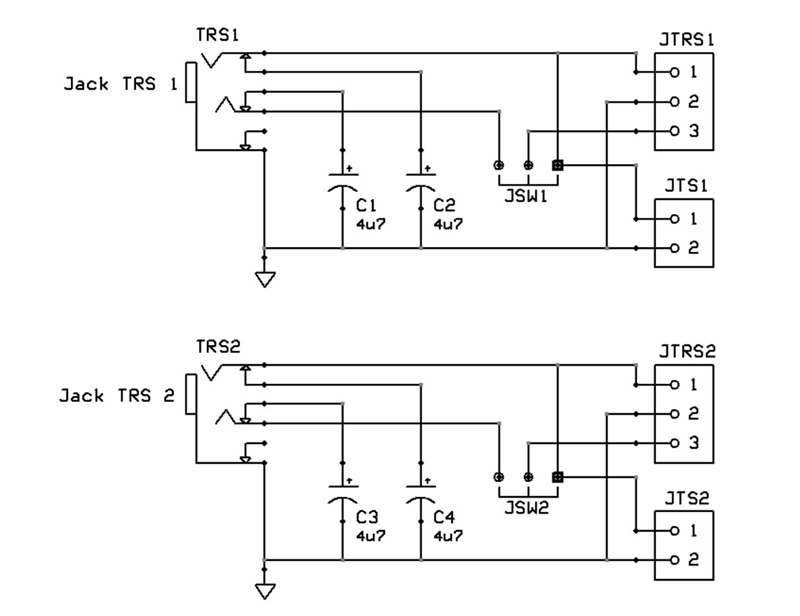 TRS1
JTRS1
Jack TRS 1
1
2
3
JTS1
JSW1
C1
4u7
C2
4u7
1
2
TRS2
JTRS2
Jack TRS 2
1
2
3
JTS2
JSW2
C3
4u7
C4
4u7
1
2